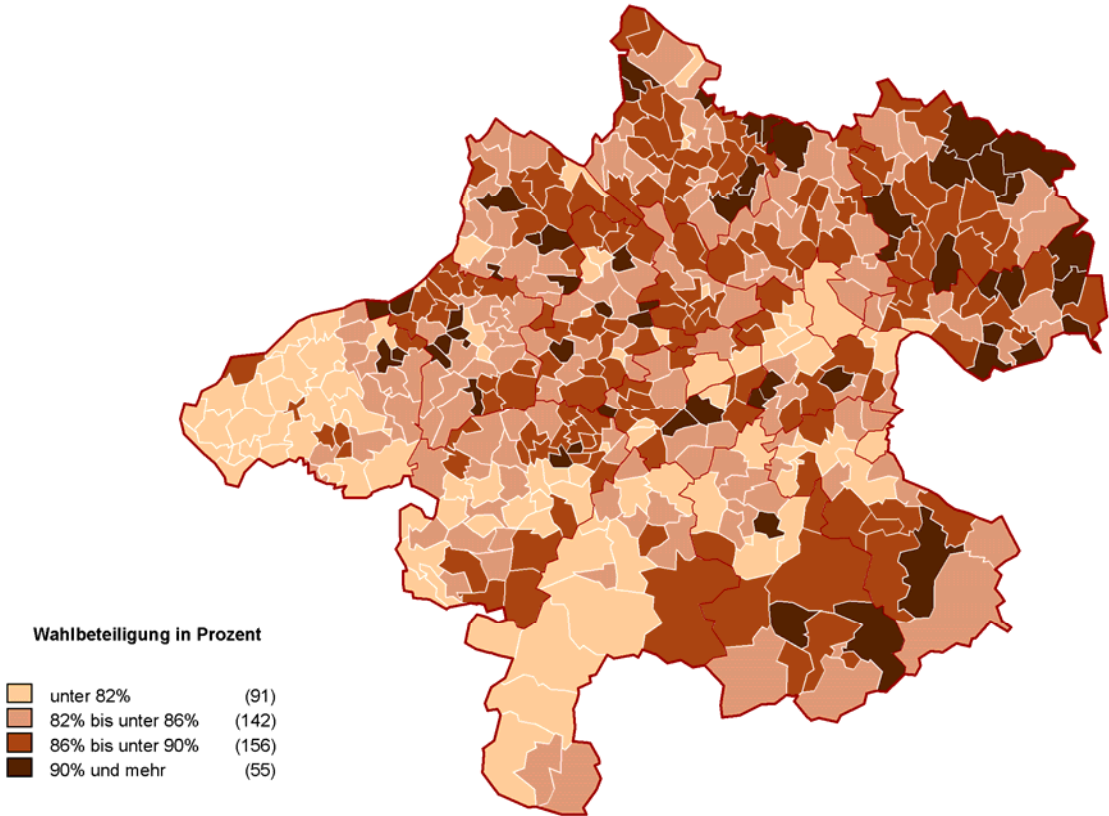 Wahlbeteiligung in Prozent
unter 82% (91)
82% bis unter 86% (142)
86% bis unter 90% (156)
90% und mehr (55)